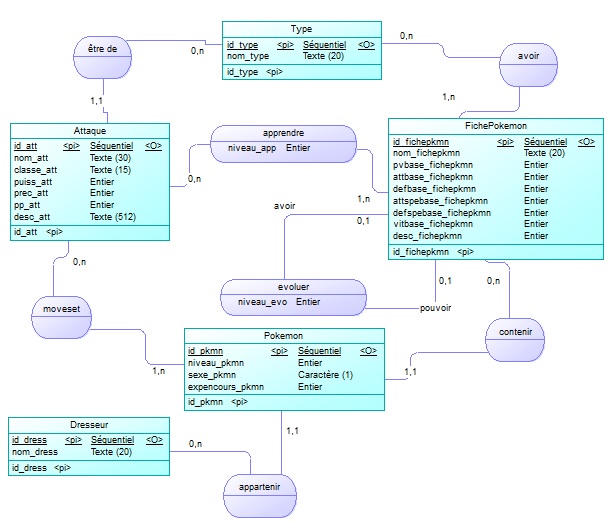 Type
id_type <pi> Séquentiel <O>
nom_type Texte (20)
id_type <pi>
être de
0,n
0,n
avoir
1,1
1,n
Attaque
id_att <pi> Séquentiel <O>
nom_att Texte (30)
classe_att Texte (15)
puiss_att Entier
prec_att Entier
pp_att Entier
desc_att Texte (512)
id_att <pi>
apprendre
niveau_app Entier
0,n
1,n
FichePokemon
id_fichepkmn <pi> Séquentiel <O>
nom_fichepkmn Texte (20)
pvbase_fichepkmn Entier
attbase_fichepkmn Entier
defbase_fichepkmn Entier
attspebase_fichepkmn Entier
defspebase_fichepkmn Entier
vitbase_fichepkmn Entier
desc_fichepkmn Entier
id_fichepkmn <pi>
avoir
0,1
evoluer
niveau_evo Entier
0,1
pouvoir
0,n
0,n
moveset
1,n
contenir
1,1
Pokemon
id_pkmn <pi> Séquentiel <O>
niveau_pkmn Entier
sexe_pkmn Caractère (1)
expencours_pkmn Entier
id_pkmn <pi>
1,1
Dresseur
id_dress <pi> Séquentiel <O>
nom_dress Texte (20)
id_dress <pi>
0,n
appartenir